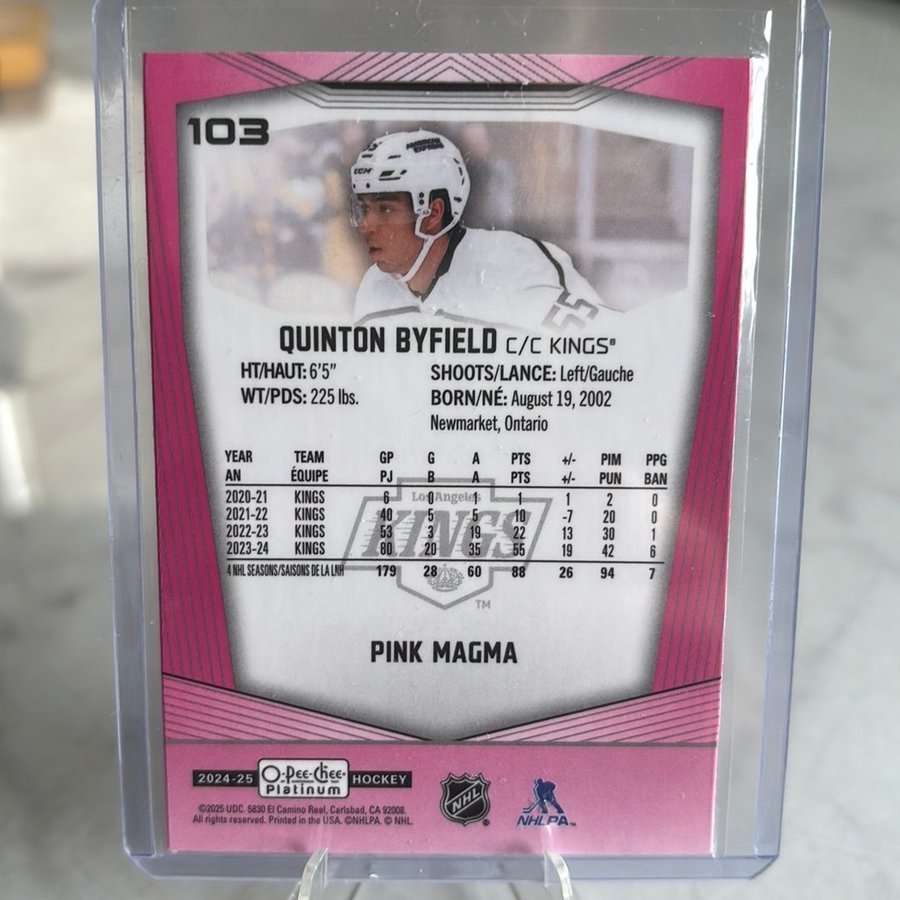 103
QUINTON BYFIELD C/C KINGS®
HT/HAUT: 6'5" SHOOTS/LANCE: Left/Gauche
WT/PDS: 225 lbs. BORN/NÉ: August 19, 2002
Newmarket, Ontario
YEAR TEAM GP G A PTS +/- PIM PPG
AN ÉQUIPE PJ B A PTS +/- PUN BAN
2020-21 KINGS 6 0 1 1 1 2 0
2021-22 KINGS 40 5 5 10 -7 20 0
2022-23 KINGS 53 3 19 22 13 30 1
2023-24 KINGS 80 20 35 55 19 42 6
4 NHL SEASONS/SAISONS DE LA LNH 179 28 60 88 26 94 7
Los Angeles
KINGS
TM
PINK MAGMA
2024-25 O-Pee-Chee Platinum HOCKEY
©2025 UDC. 5830 El Camino Real, Carlsbad, CA 92008.
All rights reserved. Printed in the USA. ©NHLPA. © NHL.
NHL ®
NHLPA